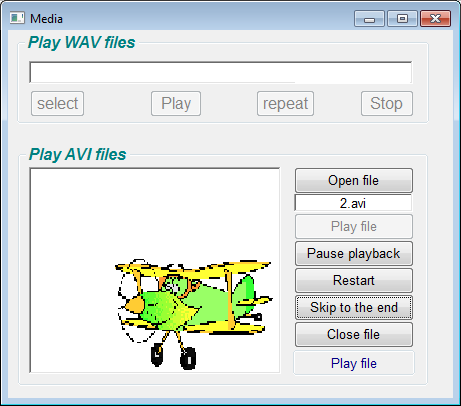 Media
Play WAV files
select Play repeat Stop
Play AVI files
Open file
2.avi
Play file
Pause playback
Restart
Skip to the end
Close file
Play file